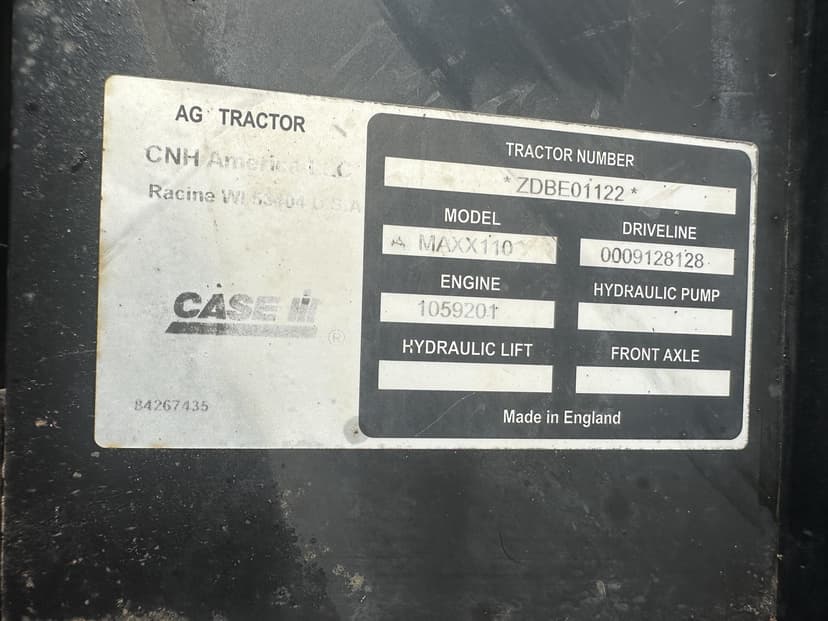 AG TRACTOR
CNH America LLC
Racine WI 53404 U.S.A
CASE IH
®
84267435
TRACTOR NUMBER
*ZDBE01122*
MODEL
MAXX110
DRIVELINE
0009128128
ENGINE
1059201
HYDRAULIC PUMP
HYDRAULIC LIFT
FRONT AXLE
Made in England